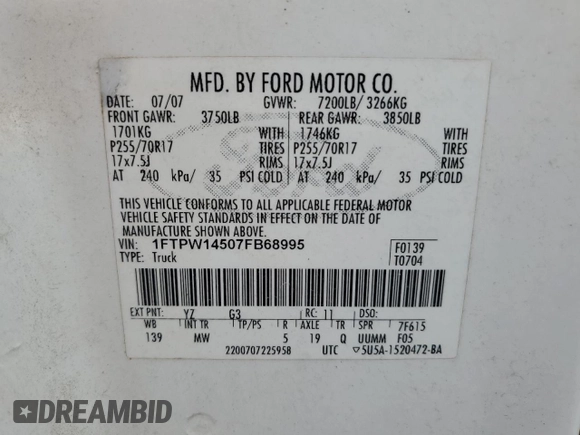 MFD. BY FORD MOTOR CO.
DATE: 07/07 GVWR: 7200LB/ 3266KG
FRONT GAWR: 3750LB REAR GAWR: 3850LB
1701KG WITH 1746KG WITH
P255/70R17 TIRES P255/70R17 TIRES
17x7.5J RIMS 17x7.5J RIMS
AT 240 kPa/ 35 PSI COLD AT 240 kPa/ 35 PSI COLD
Ford
THIS VEHICLE CONFORMS TO ALL APPLICABLE FEDERAL MOTOR
VEHICLE SAFETY STANDARDS IN EFFECT ON THE DATE OF
MANUFACTURE SHOWN ABOVE.
VIN: 1FTPW14507FB68995 F0139
TYPE: Truck T0704
EXT PNT: YZ G3 RC: 11 DSO:
WB INT TR TP/PS R AXLE TR SPR 7F615
139 MW 5 19 Q UUMM F05
2200707225958 UTC ▽5U5A-1520472-BA
DREAMBID